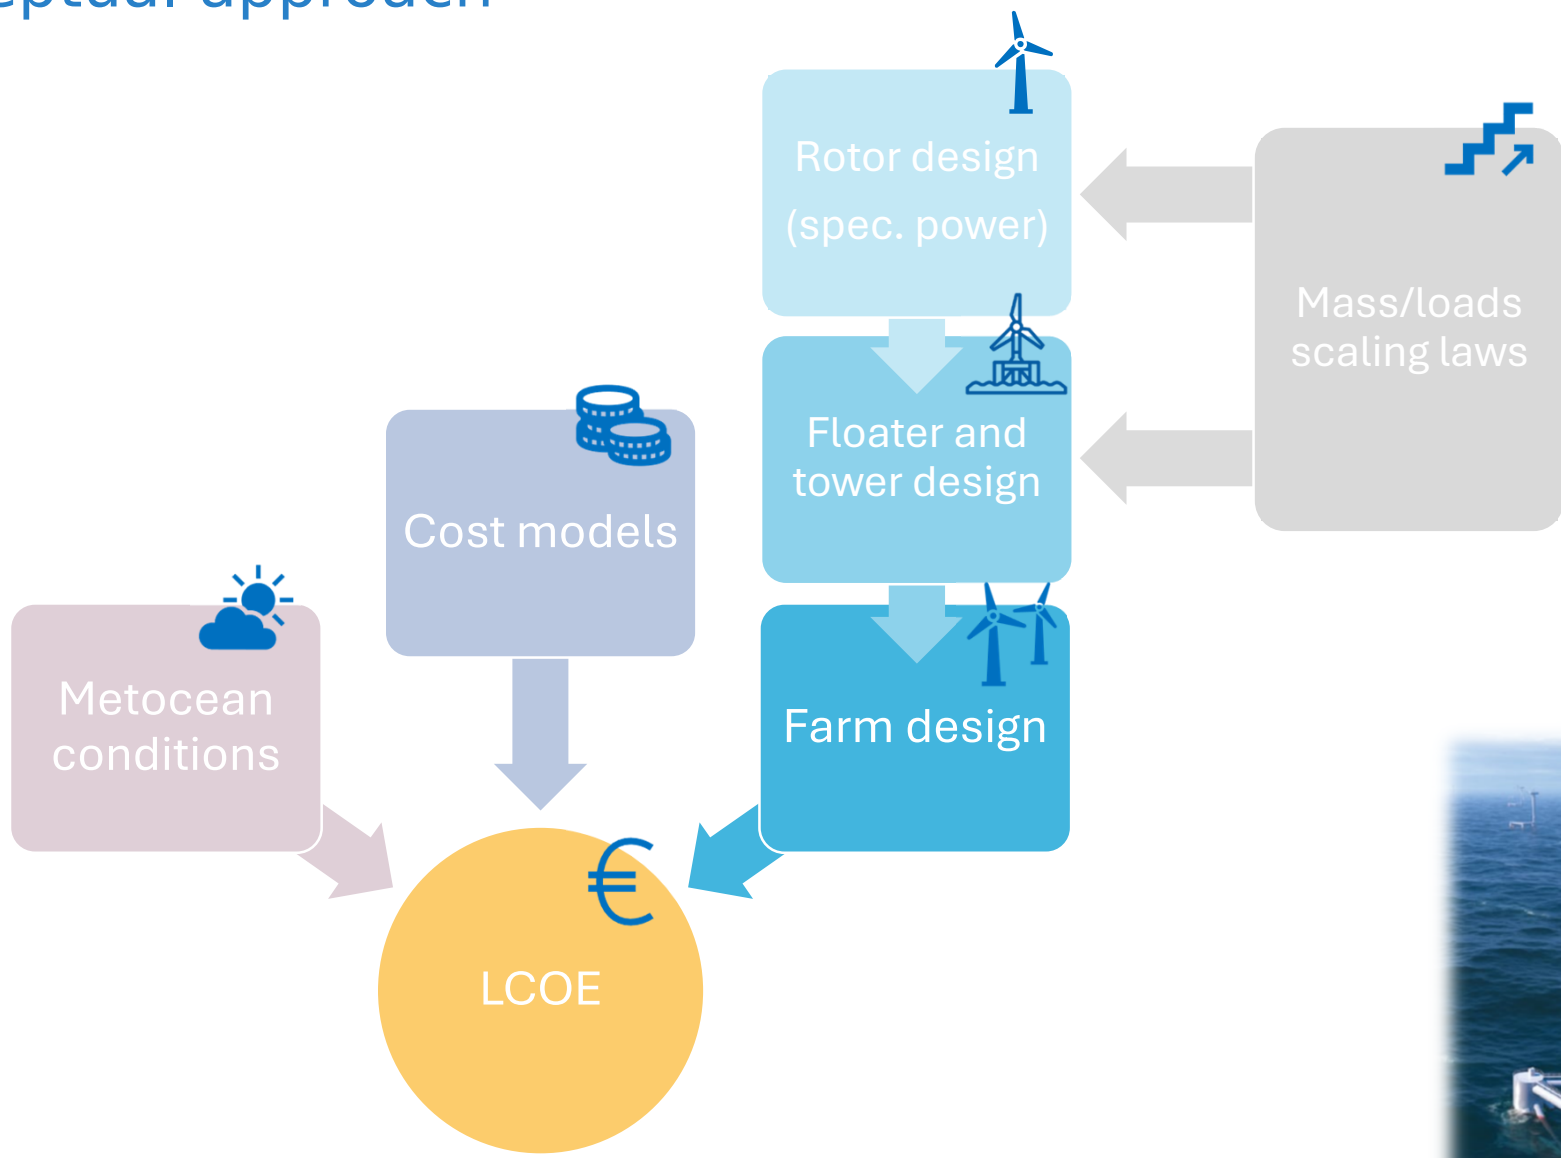 approach
Rotor design
(spec. power)
Mass/loads
scaling laws
Floater and
tower design
Cost models
Metocean
conditions
Farm design
€
LCOE